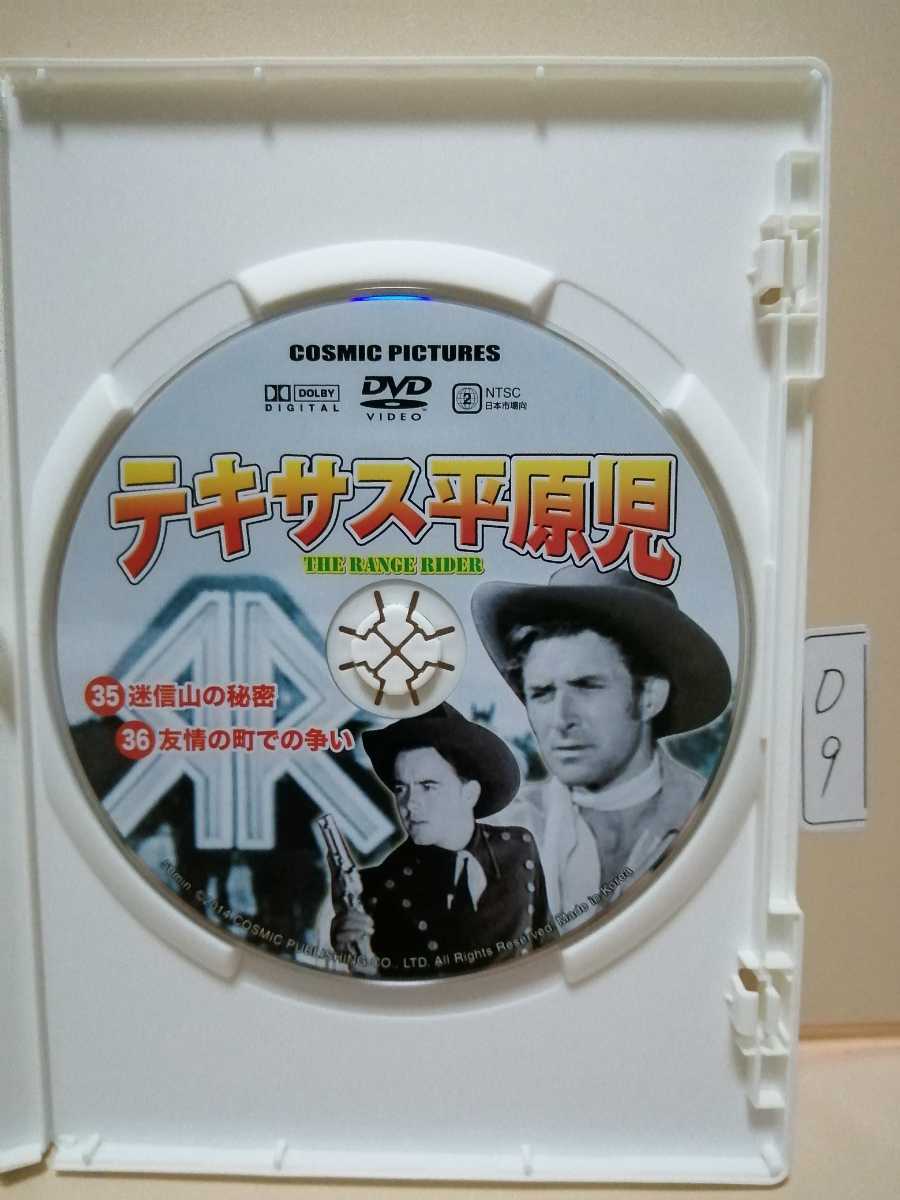 COSMIC PICTURES
DOLBY
DIGITAL
DVD
VIDEO
2
NTSC
日本市場向
テキサス平原児
THE RANGE RIDER
RR
35 迷信山の秘密
36 友情の町での争い
D
9
©2014 COSMIC PUBLISHING CO., LTD. All Rights Reserved. Made in Korea